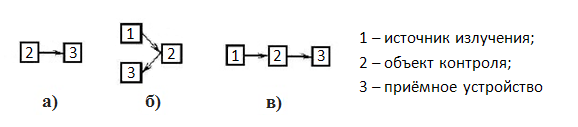 2 3
1
2
3
1 2 3
а) б) в)
1 – источник излучения;
2 – объект контроля;
3 – приёмное устройство